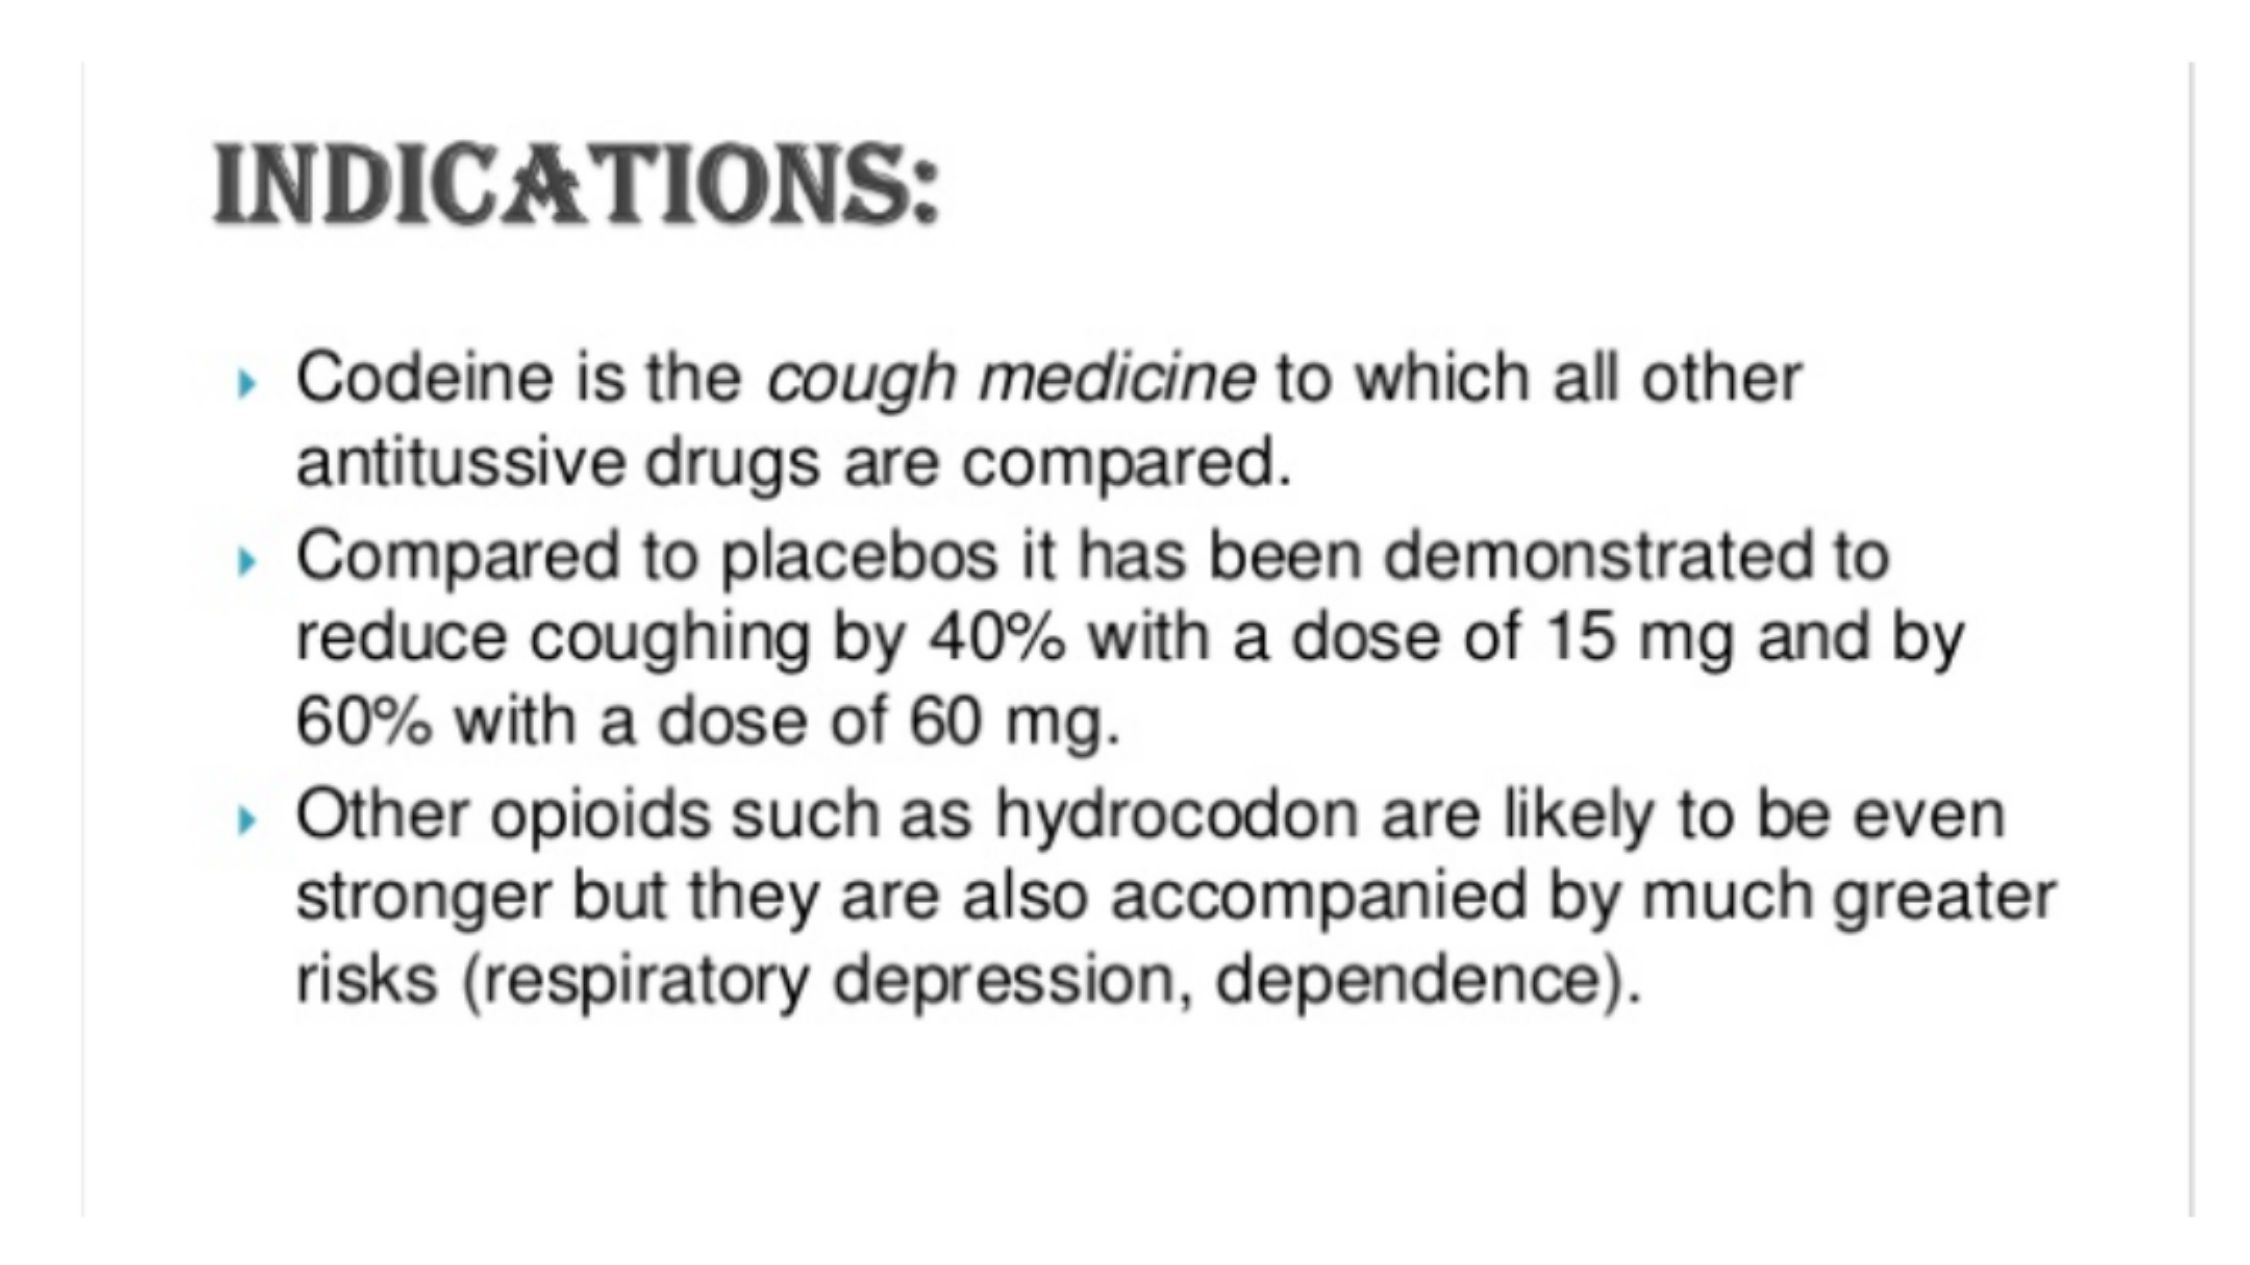 INDICATIONS:
Codeine is the cough medicine to which all other
antitussive drugs are compared.
Compared to placebos it has been demonstrated to
reduce coughing by 40% with a dose of 15 mg and by
60% with a dose of 60 mg.
Other opioids such as hydrocodon are likely to be even
stronger but they are also accompanied by much greater
risks (respiratory depression, dependence).